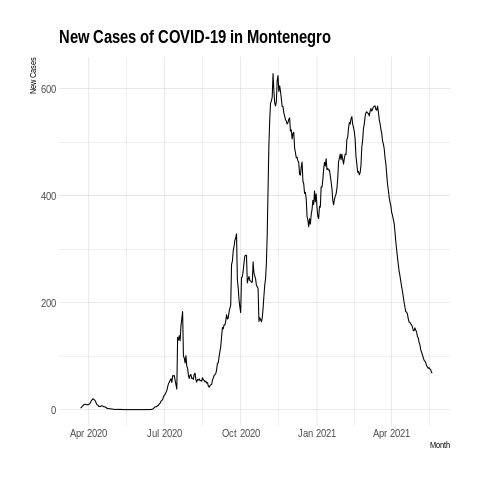 New Cases of COVID-19 in Montenegro
New Cases
600
400
200
0
Apr 2020 Jul 2020 Oct 2020 Jan 2021 Apr 2021
Month